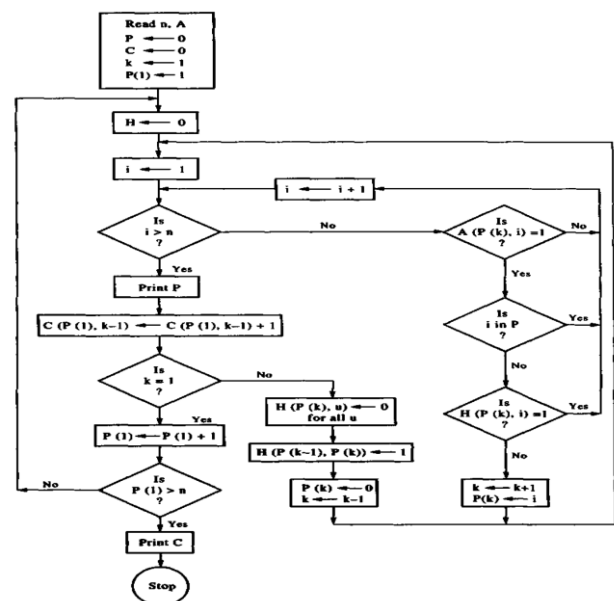 Read n, A
P ← 0
C ← 0
k ← 1
P(1) ← 1
H ← 0
i ← 1
i ← i + 1
Is
i > n
?
No
Is
A (P (k), i) = 1
?
No
Yes
Print P
Yes
C (P (1), k−1) ← C (P (1), k−1) + 1
Is
i in P
?
Yes
No
Is
k = 1
?
No
Yes
H (P (k), u) ← 0
for all u
Is
H (P (k), i) = 1
?
Yes
No
P (1) ← P (1) + 1
H (P (k−1), P (k)) ← 1
Is
P (1) > n
?
No
Yes
P (k) ← 0
k ← k−1
k ← k+1
P(k) ← i
Print C
Stop